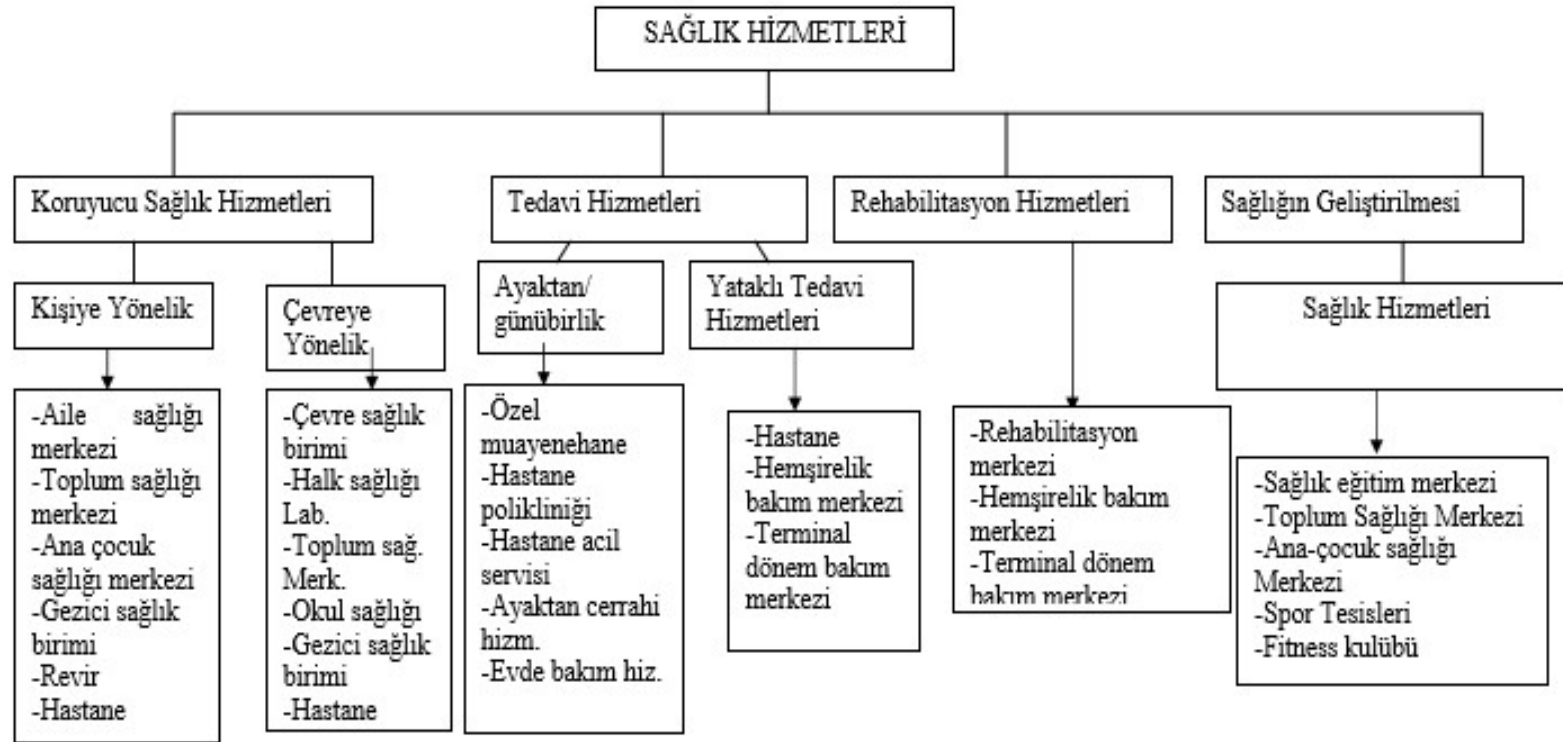 SAĞLIK HİZMETLERİ
Koruyucu Sağlık Hizmetleri
Tedavi Hizmetleri
Rehabilitasyon Hizmetleri
Sağlığın Geliştirilmesi
Kişiye Yönelik
Çevreye
Yönelik
Ayaktan/
günübirlik
Yataklı Tedavi
Hizmetleri
Sağlık Hizmetleri
-Aile sağlığı
merkezi
-Toplum sağlığı
merkezi
-Ana çocuk
sağlığı merkezi
-Gezici sağlık
birimi
-Revir
-Hastane
-Çevre sağlık
birimi
-Halk sağlığı
Lab.
-Toplum sağ.
Merk.
-Okul sağlığı
-Gezici sağlık
birimi
-Hastane
-Özel
muayenehane
-Hastane
polikliniği
-Hastane acil
servisi
-Ayaktan cerrahi
hizm.
-Evde bakım hiz.
-Hastane
-Hemşirelik
bakım merkezi
-Terminal
dönem bakım
merkezi
-Rehabilitasyon
merkezi
-Hemşirelik bakım
merkezi
-Terminal dönem
bakım merkezi
-Sağlık eğitim merkezi
-Toplum Sağlığı Merkezi
-Ana-çocuk sağlığı
Merkezi
-Spor Tesisleri
-Fitness kulübü